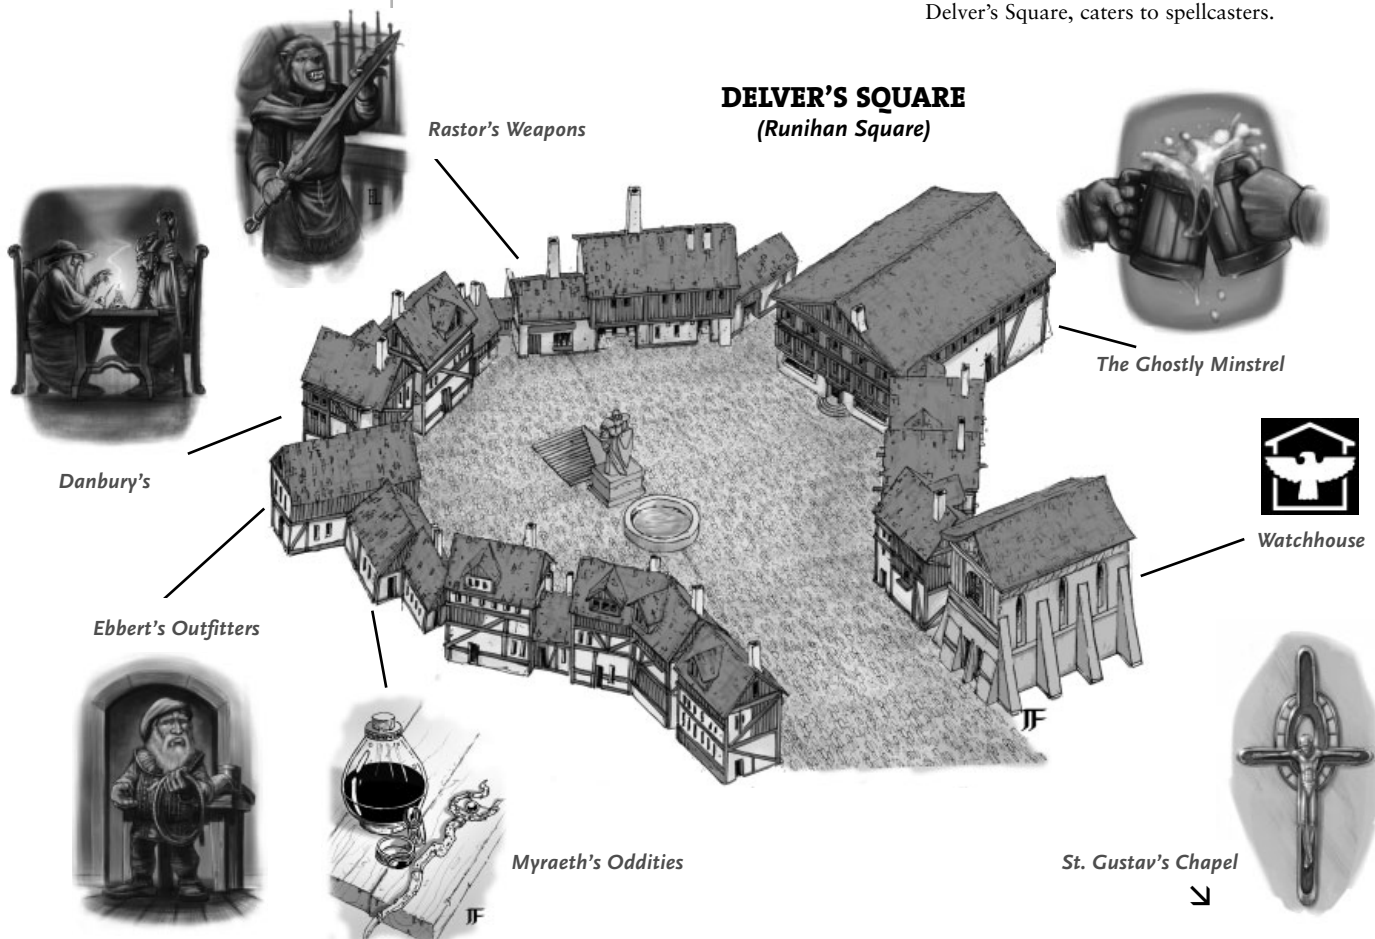 Delver's Square, caters to spellcasters.
DELVER'S SQUARE
(Runihan Square)
Rastor's Weapons
The Ghostly Minstrel
Danbury's
Watchhouse
Ebbert's Outfitters
Myraeth's Oddities
St. Gustav's Chapel